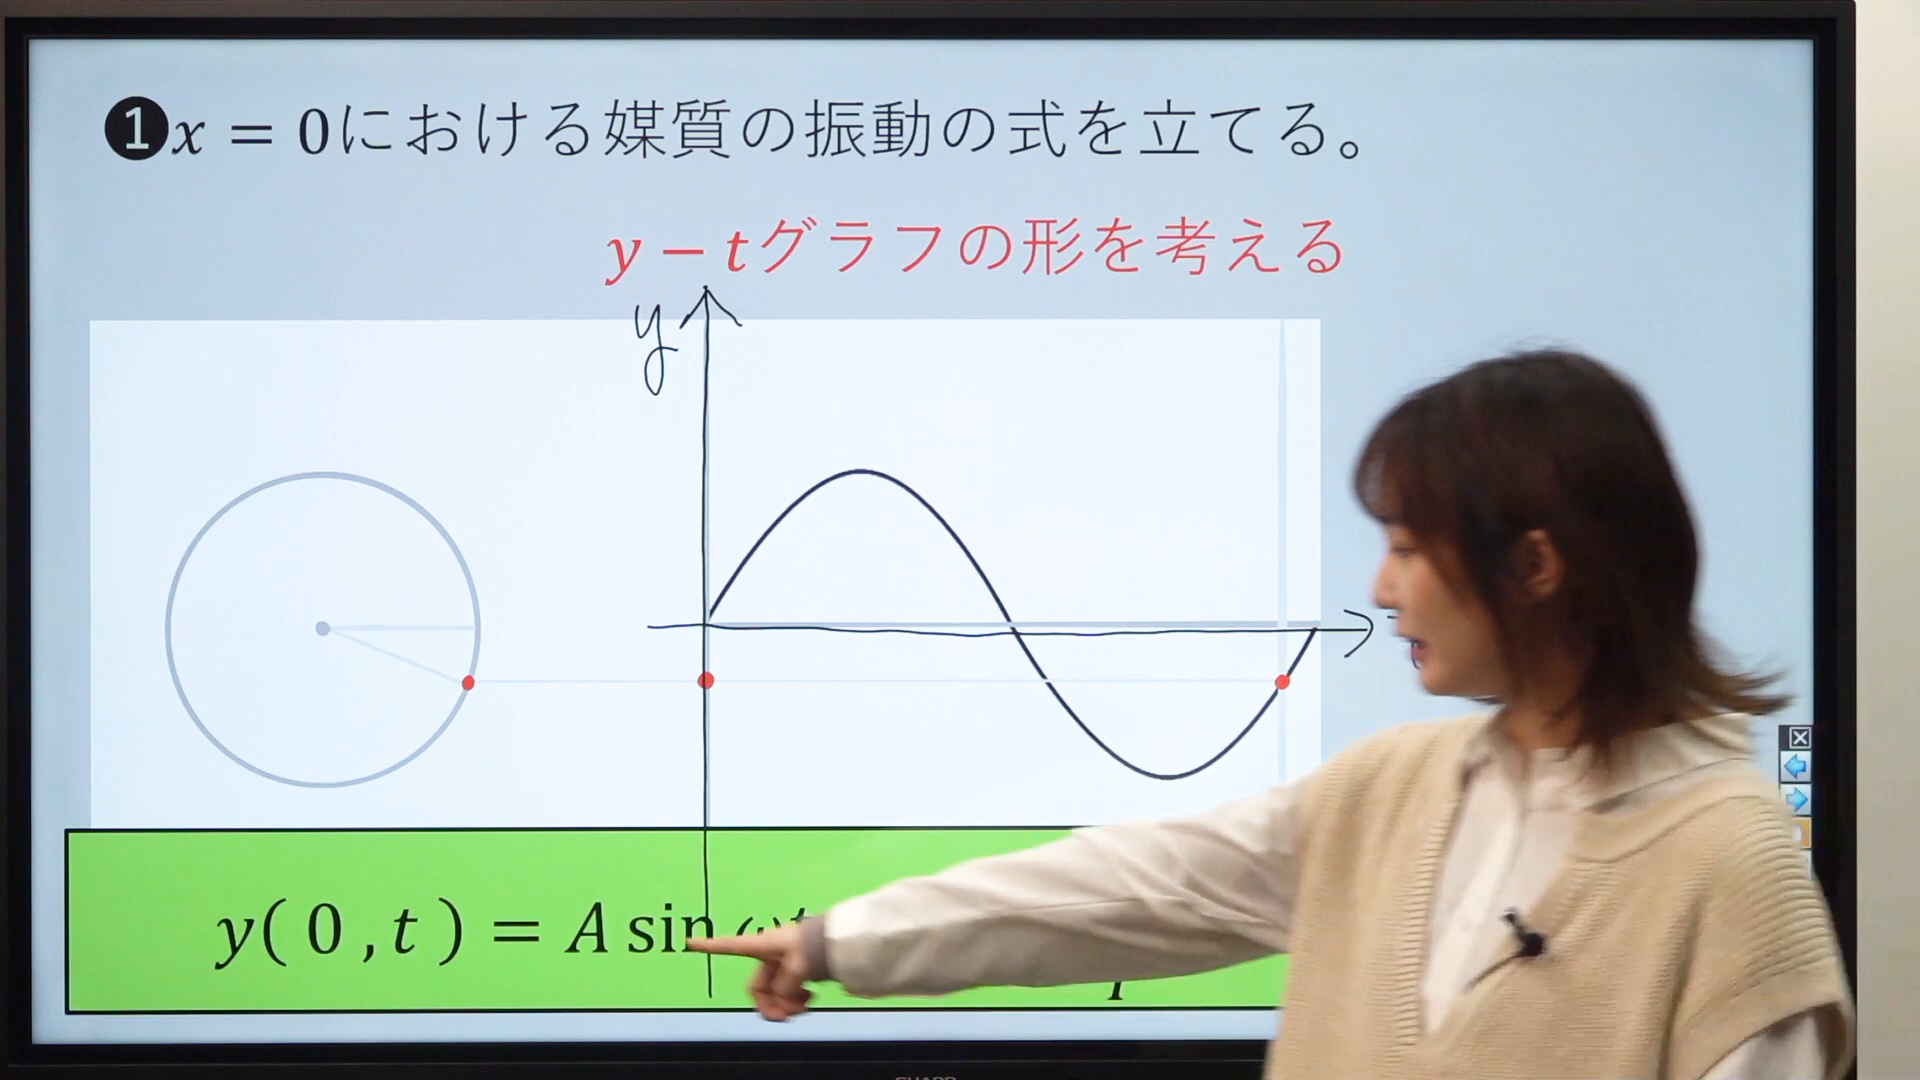 ❶x = 0における媒質の振動の式を立てる。
y − tグラフの形を考える
y
y( 0 , t ) = A sin ωt